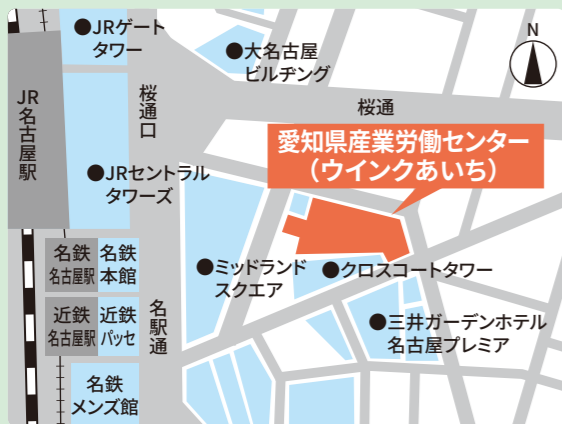 ●JRゲート
タワー
●大名古屋
ビルヂング
N
JR名古屋駅
桜通口
桜通
愛知県産業労働センター
(ウインクあいち)
●JRセントラル
タワーズ
名鉄
名古屋駅
名鉄
本館
●ミッドランド
スクエア
●クロスコートタワー
近鉄
名古屋駅
近鉄
パッセ
名駅通
●三井ガーデンホテル
名古屋プレミア
名鉄
メンズ館